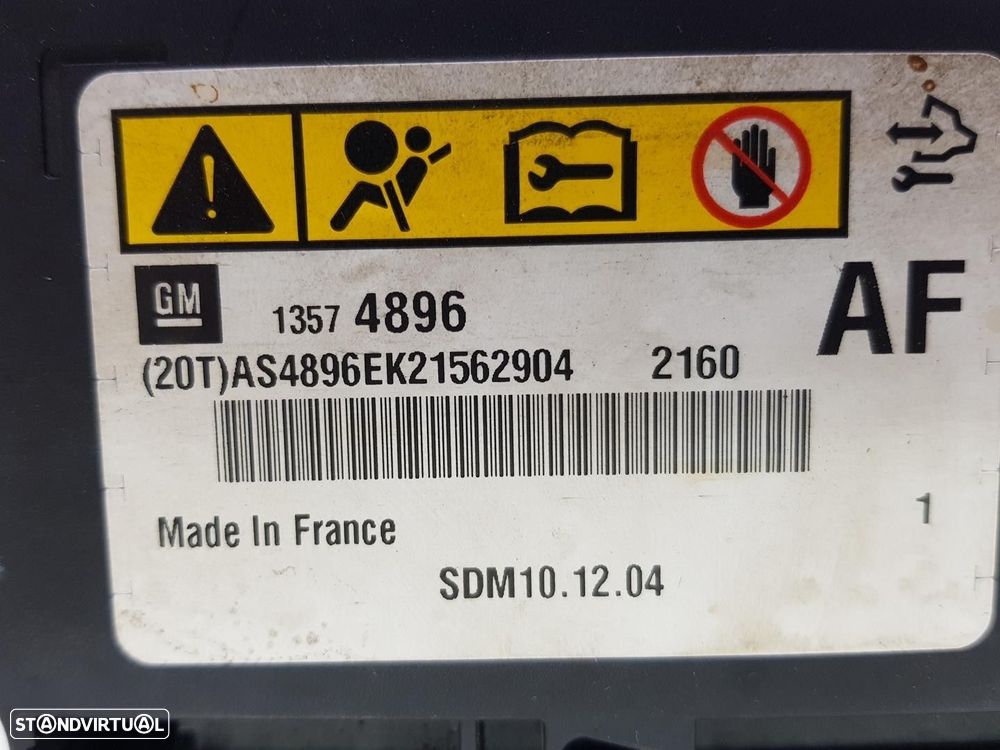 GM
1357 4896
AF
(20T)AS4896EK21562904 2160
Made In France
1
SDM10.12.04
STANDVIRTUAL